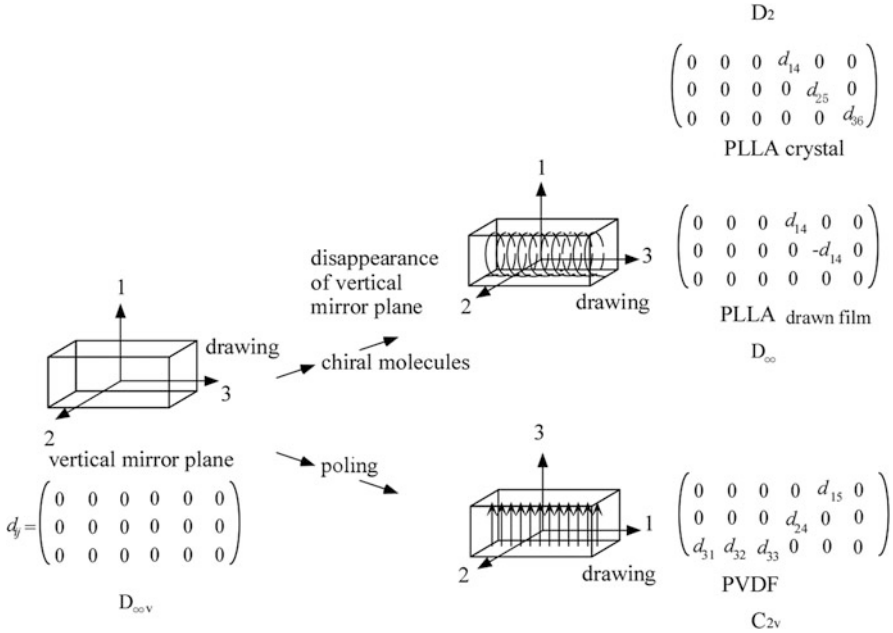 D2
0 0 0 d14 0 0
0 0 0 0 d25 0
0 0 0 0 0 d36
PLLA crystal
1
3
2
drawing
disappearance
of vertical
mirror plane
chiral molecules
0 0 0 d14 0 0
0 0 0 0 -d14 0
0 0 0 0 0 0
PLLA drawn film
D∞
1
drawing
3
2
vertical mirror plane
dij=
0 0 0 0 0 0
0 0 0 0 0 0
0 0 0 0 0 0
D∞v
poling
3
1
2
drawing
0 0 0 0 d15 0
0 0 0 d24 0 0
d31 d32 d33 0 0 0
PVDF
C2v